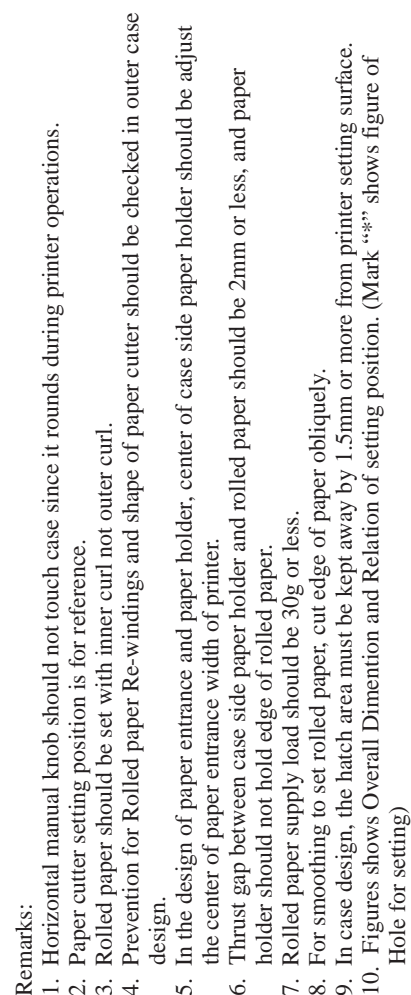 Remarks:
1. Horizontal manual knob should not touch case since it rounds during printer operations.
2. Paper cutter setting position is for reference.
3. Rolled paper should be set with inner curl not outer curl.
4. Prevention for Rolled paper Re-windings and shape of paper cutter should be checked in outer case
design.
5. In the design of paper entrance and paper holder, center of case side paper holder should be adjust
the center of paper entrance width of printer.
6. Thrust gap between case side paper holder and rolled paper should be 2mm or less, and paper
holder should not hold edge of rolled paper.
7. Rolled paper supply load should be 30g or less.
8. For smoothing to set rolled paper, cut edge of paper obliquely.
9. In case design, the hatch area must be kept away by 1.5mm or more from printer setting surface.
10. Figures shows Overall Dimention and Relation of setting position. (Mark “*” shows figure of
Hole for setting)